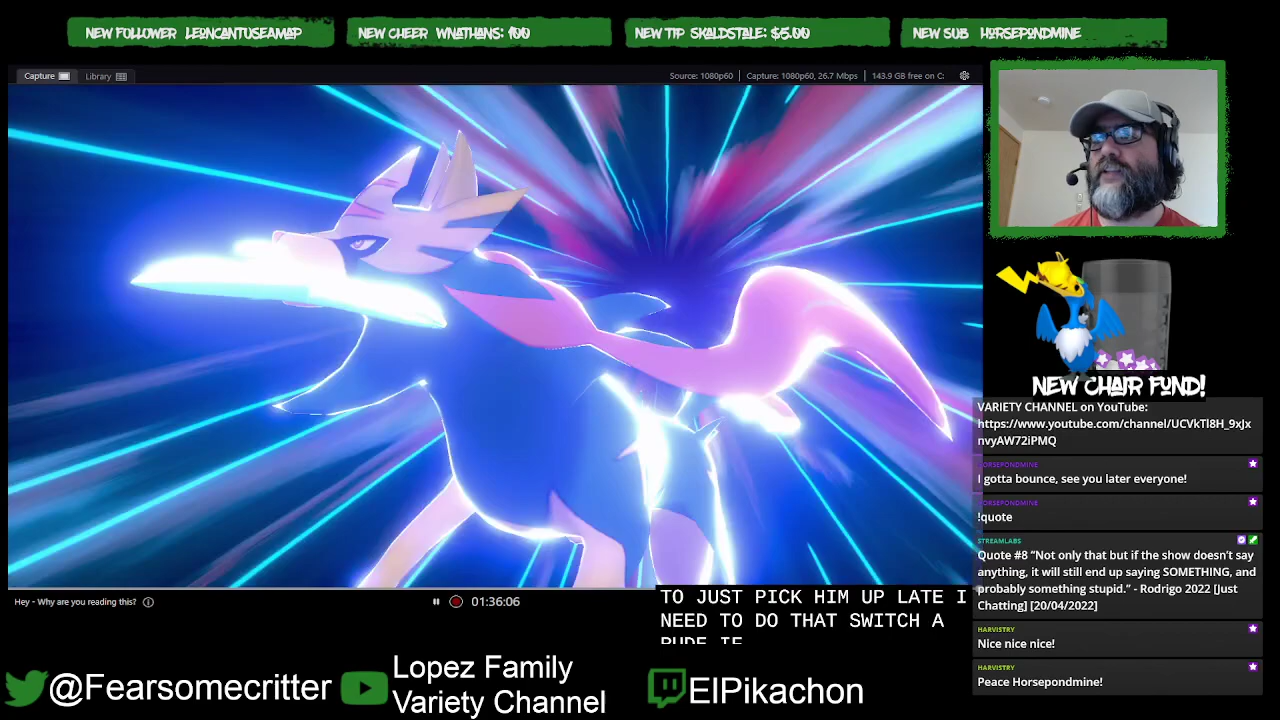 NEW FOLLOWER LEONCANTUSEAMAP
NEW CHEER WNATHANS: 100
NEW TIP SKALDSTALE: $5.00
NEW SUB HORSEPONDMINE
Capture
Library
Source: 1080p60
Capture: 1080p60, 26.7 Mbps
143.9 GB free on C:
NEW CHAIR FUND!
VARIETY CHANNEL on YouTube:
https://www.youtube.com/channel/UCVkTl8H_9xJx
nvyAW72iPMQ
HORSEPONDMINE
I gotta bounce, see you later everyone!
HORSEPONDMINE
!quote
STREAMLABS
Quote #8 “Not only that but if the show doesn’t say
anything, it will still end up saying SOMETHING, and
probably something stupid.” - Rodrigo 2022 [Just
Chatting] [20/04/2022]
HARVISTRY
Nice nice nice!
HARVISTRY
Peace Horsepondmine!
Hey - Why are you reading this?
01:36:06
TO JUST PICK HIM UP LATE I
NEED TO DO THAT SWITCH A
@Fearsomecritter
Lopez Family
Variety Channel
ElPikachon